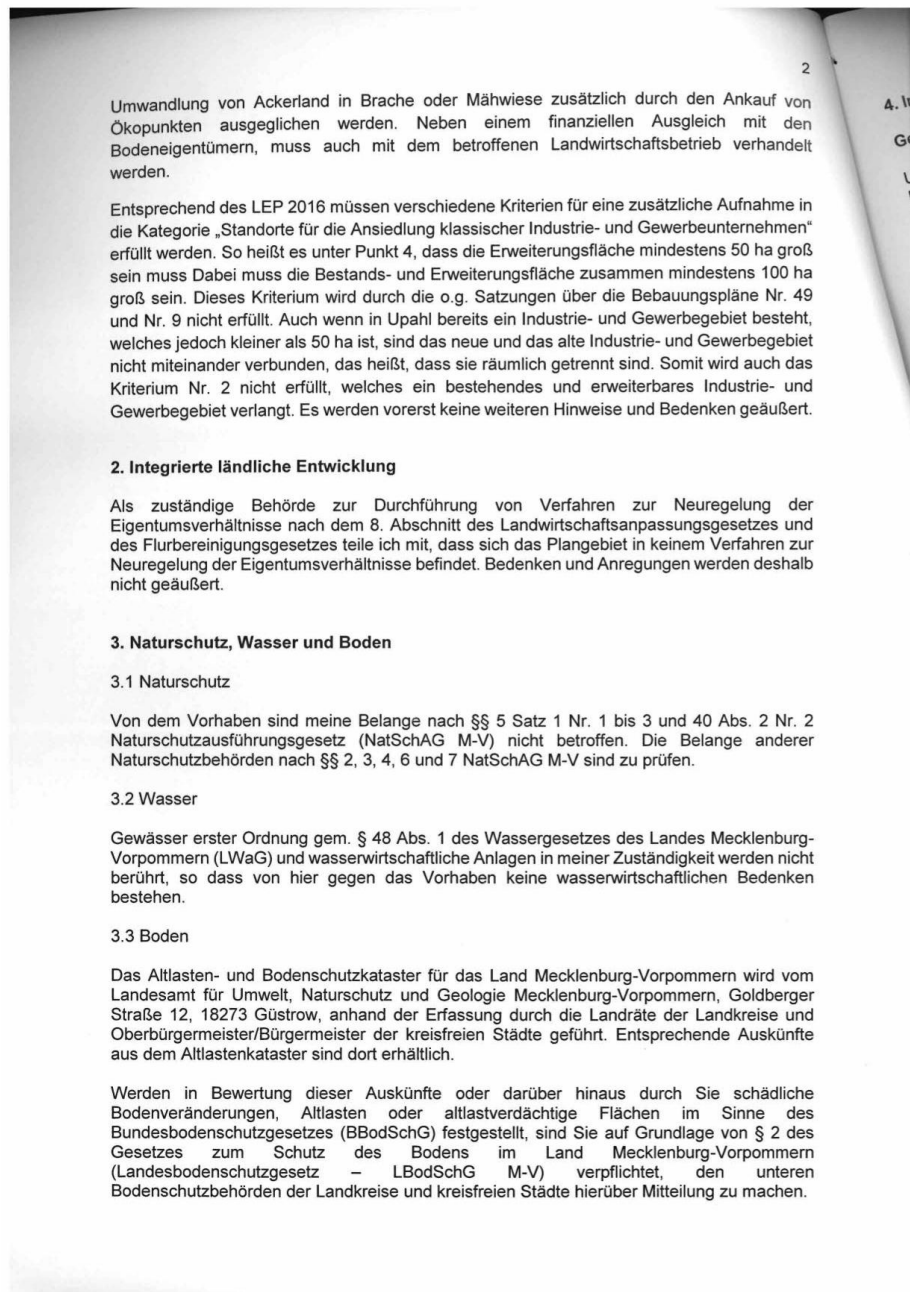 2
Umwandlung von Ackerland in Brache oder Mähwiese zusätzlich durch den Ankauf von
Ökopunkten ausgeglichen werden. Neben einem finanziellen Ausgleich mit den
Bodeneigentümern, muss auch mit dem betroffenen Landwirtschaftsbetrieb verhandelt
werden.
Entsprechend des LEP 2016 müssen verschiedene Kriterien für eine zusätzliche Aufnahme in
die Kategorie „Standorte für die Ansiedlung klassischer Industrie- und Gewerbeunternehmen“
erfüllt werden. So heißt es unter Punkt 4, dass die Erweiterungsfläche mindestens 50 ha groß
sein muss Dabei muss die Bestands- und Erweiterungsfläche zusammen mindestens 100 ha
groß sein. Dieses Kriterium wird durch die o.g. Satzungen über die Bebauungspläne Nr. 49
und Nr. 9 nicht erfüllt. Auch wenn in Upahl bereits ein Industrie- und Gewerbegebiet besteht,
welches jedoch kleiner als 50 ha ist, sind das neue und das alte Industrie- und Gewerbegebiet
nicht miteinander verbunden, das heißt, dass sie räumlich getrennt sind. Somit wird auch das
Kriterium Nr. 2 nicht erfüllt, welches ein bestehendes und erweiterbares Industrie- und
Gewerbegebiet verlangt. Es werden vorerst keine weiteren Hinweise und Bedenken geäußert.
2. Integrierte ländliche Entwicklung
Als zuständige Behörde zur Durchführung von Verfahren zur Neuregelung der
Eigentumsverhältnisse nach dem 8. Abschnitt des Landwirtschaftsanpassungsgesetzes und
des Flurbereinigungsgesetzes teile ich mit, dass sich das Plangebiet in keinem Verfahren zur
Neuregelung der Eigentumsverhältnisse befindet. Bedenken und Anregungen werden deshalb
nicht geäußert.
3. Naturschutz, Wasser und Boden
3.1 Naturschutz
Von dem Vorhaben sind meine Belange nach §§ 5 Satz 1 Nr. 1 bis 3 und 40 Abs. 2 Nr. 2
Naturschutzausführungsgesetz (NatSchAG M-V) nicht betroffen. Die Belange anderer
Naturschutzbehörden nach §§ 2, 3, 4, 6 und 7 NatSchAG M-V sind zu prüfen.
3.2 Wasser
Gewässer erster Ordnung gem. § 48 Abs. 1 des Wassergesetzes des Landes Mecklenburg-
Vorpommern (LWaG) und wasserwirtschaftliche Anlagen in meiner Zuständigkeit werden nicht
berührt, so dass von hier gegen das Vorhaben keine wasserwirtschaftlichen Bedenken
bestehen.
3.3 Boden
Das Altlasten- und Bodenschutzkataster für das Land Mecklenburg-Vorpommern wird vom
Landesamt für Umwelt, Naturschutz und Geologie Mecklenburg-Vorpommern, Goldberger
Straße 12, 18273 Güstrow, anhand der Erfassung durch die Landräte der Landkreise und
Oberbürgermeister/Bürgermeister der kreisfreien Städte geführt. Entsprechende Auskünfte
aus dem Altlastenkataster sind dort erhältlich.
Werden in Bewertung dieser Auskünfte oder darüber hinaus durch Sie schädliche
Bodenveränderungen, Altlasten oder altlastverdächtige Flächen im Sinne des
Bundesbodenschutzgesetzes (BBodSchG) festgestellt, sind Sie auf Grundlage von § 2 des
Gesetzes zum Schutz des Bodens im Land Mecklenburg-Vorpommern
(Landesbodenschutzgesetz – LBodSchG M-V) verpflichtet, den unteren
Bodenschutzbehörden der Landkreise und kreisfreien Städte hierüber Mitteilung zu machen.
4.